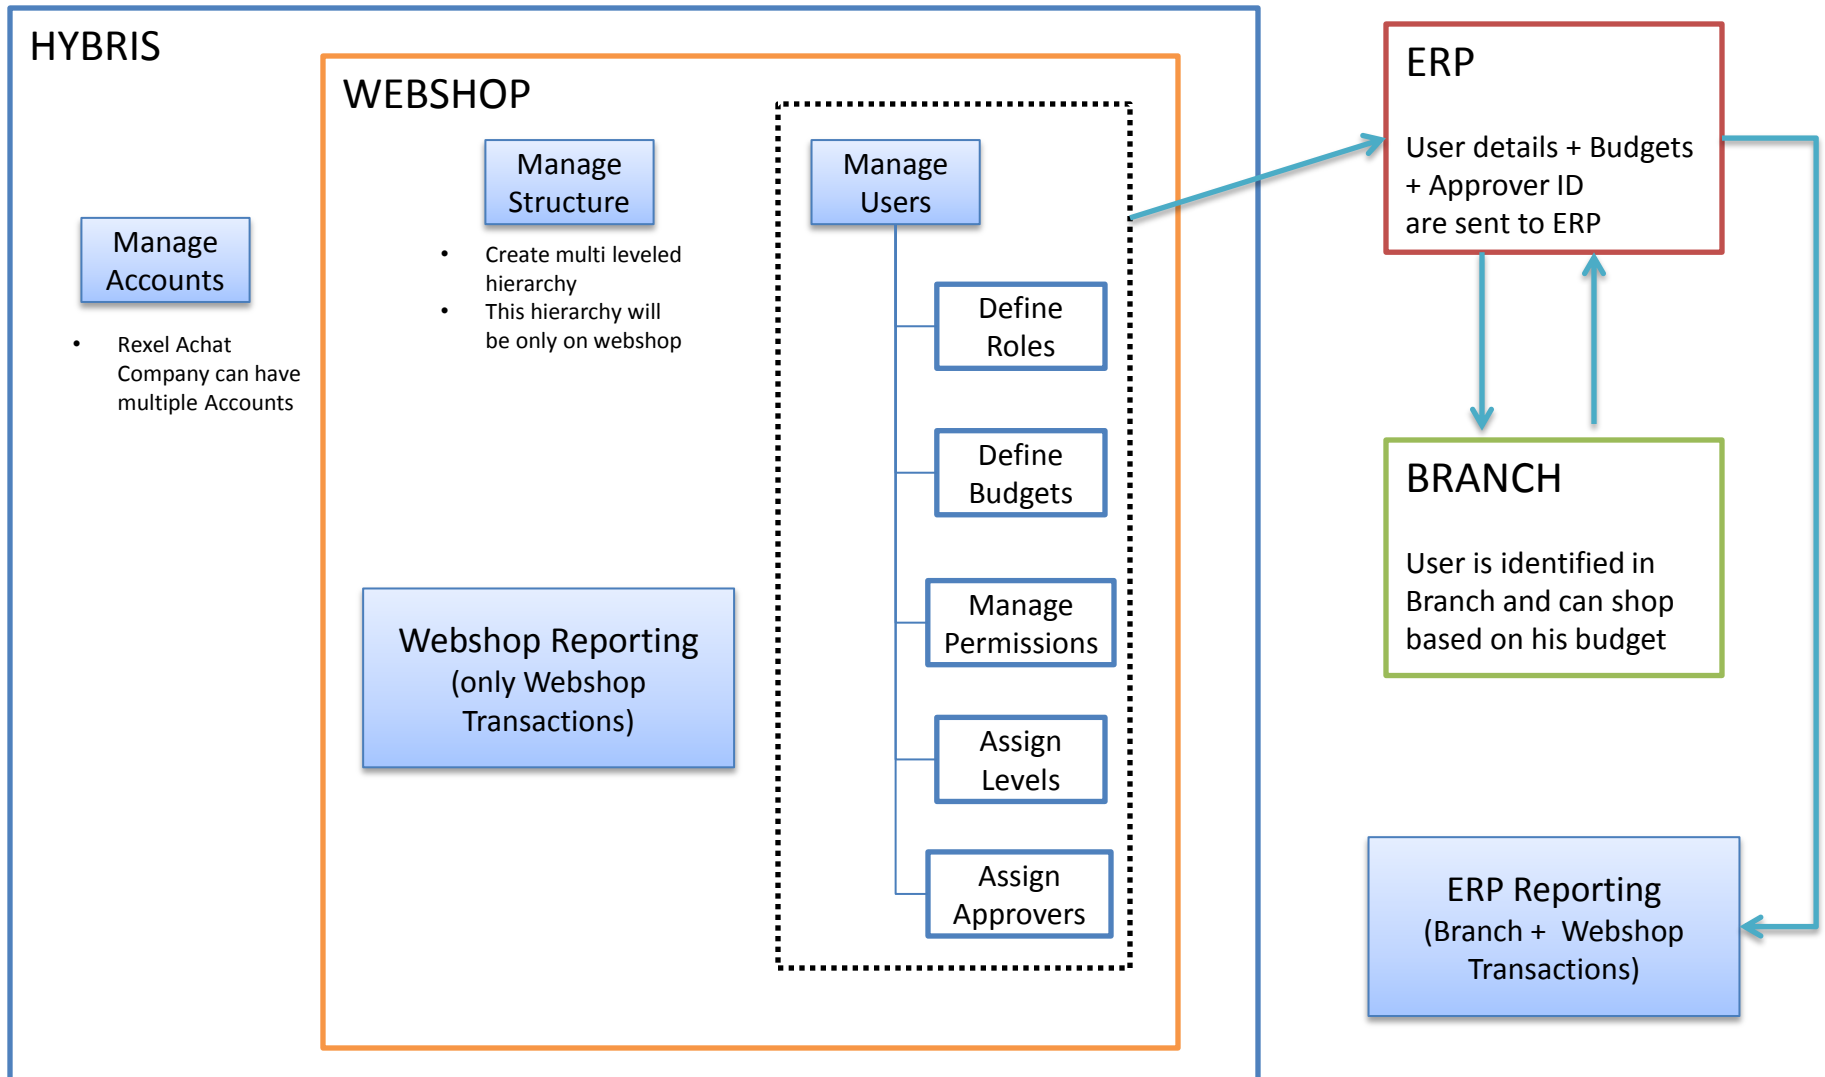 HYBRIS
WEBSHOP
Manage
Accounts
• Rexel Achat
Company can have
multiple Accounts
Manage
Structure
• Create multi leveled
hierarchy
• This hierarchy will
be only on webshop
Webshop Reporting
(only Webshop
Transactions)
Manage
Users
Define
Roles
Define
Budgets
Manage
Permissions
Assign
Levels
Assign
Approvers
ERP
User details + Budgets
+ Approver ID
are sent to ERP
BRANCH
User is identified in
Branch and can shop
based on his budget
ERP Reporting
(Branch + Webshop
Transactions)